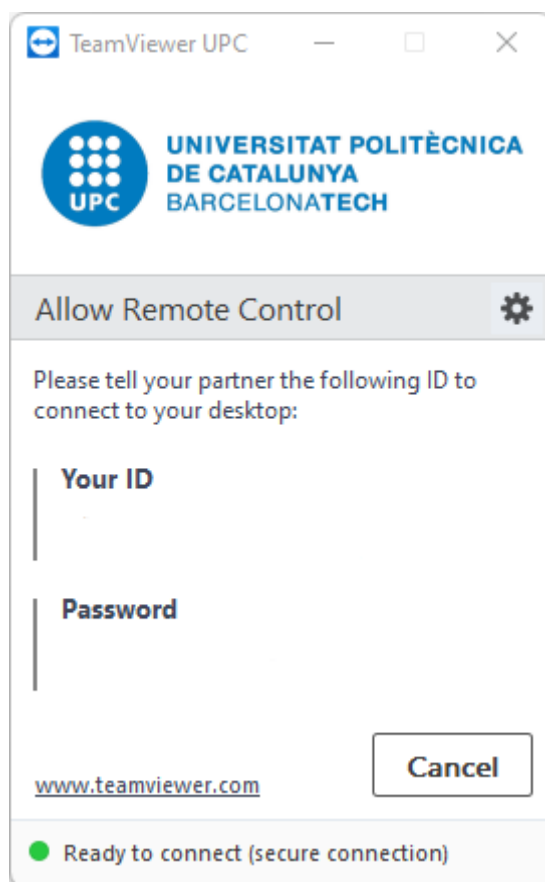 TeamViewer UPC
UPC
UNIVERSITAT POLITÈCNICA
DE CATALUNYA
BARCELONATECH
Allow Remote Control
Please tell your partner the following ID to
connect to your desktop:
Your ID
Password
www.teamviewer.com
Cancel
Ready to connect (secure connection)